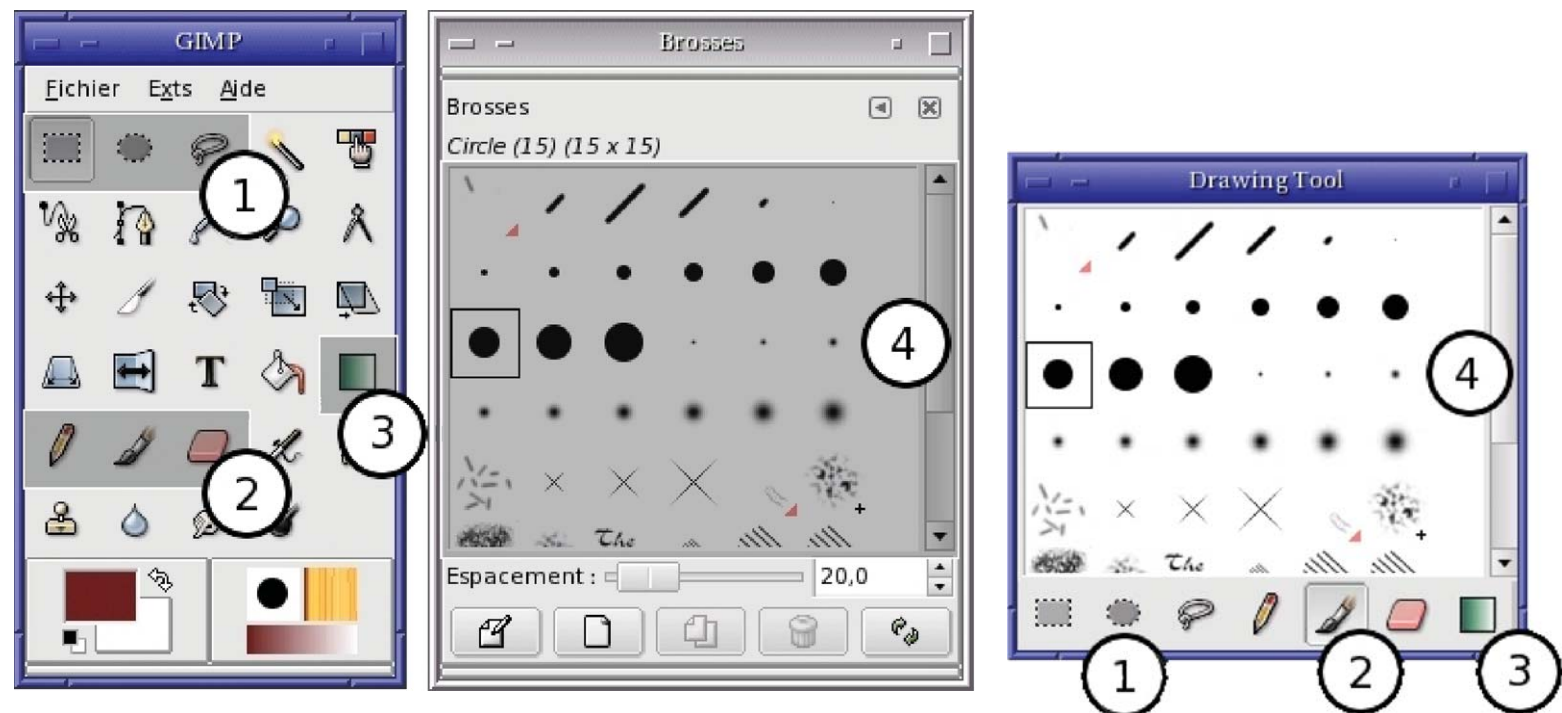 GIMP
Fichier Exts Aide
1
T
3
2
Brosses
Brosses
Circle (15) (15 x 15)
4
The
Espacement : 20,0
Drawing Tool
4
The
1
2
3